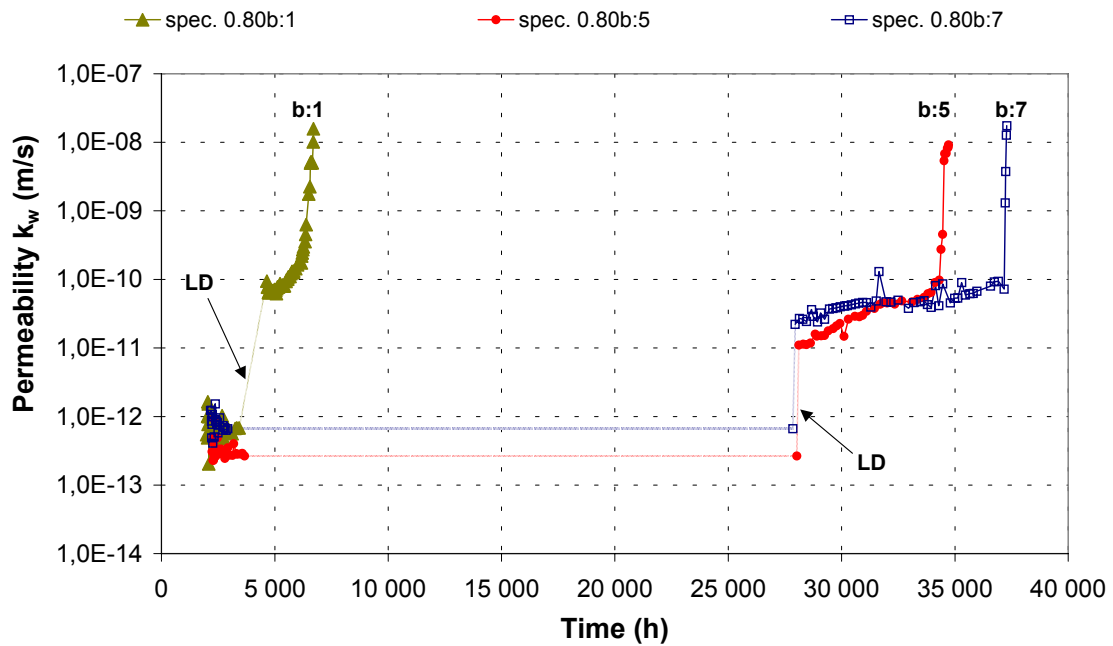 spec. 0.80b:1 spec. 0.80b:5 spec. 0.80b:7
1,0E-07
b:1 b:5 b:7
1,0E-08
1,0E-09
1,0E-10
LD
1,0E-11
1,0E-12
LD
1,0E-13
1,0E-14
Permeability kw (m/s)
0 5 000 10 000 15 000 20 000 25 000 30 000 35 000 40 000
Time (h)